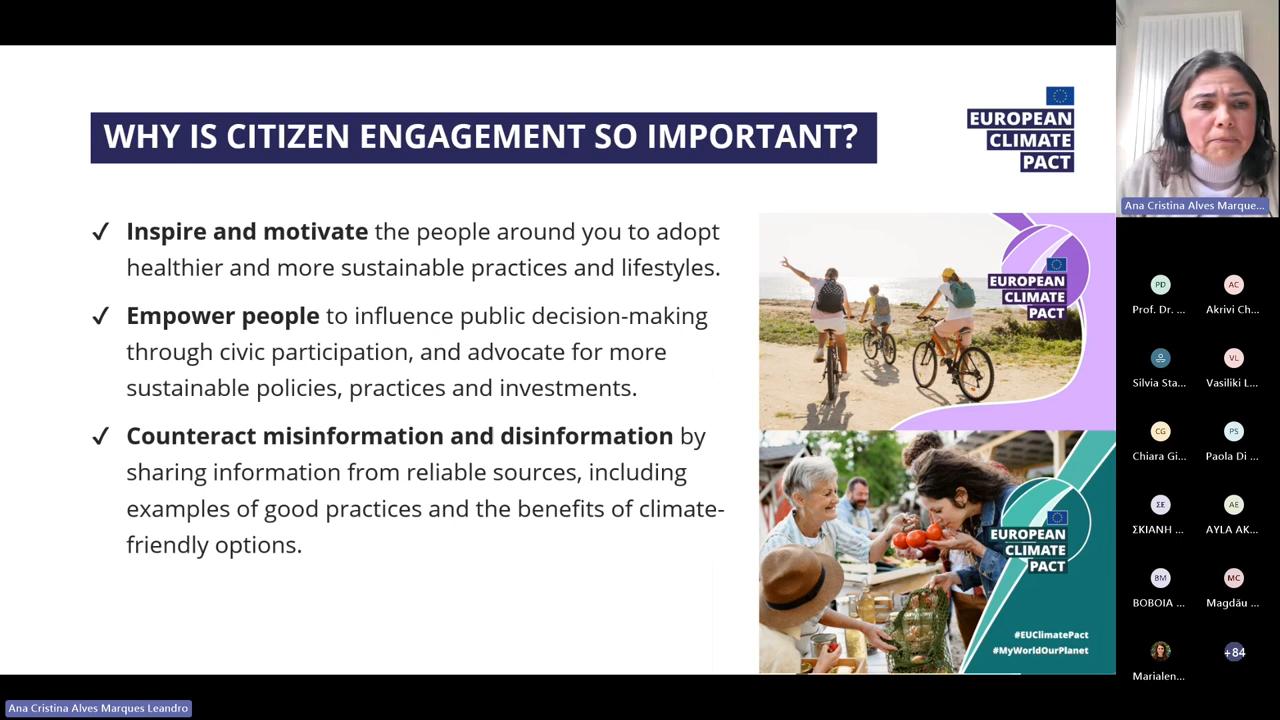 WHY IS CITIZEN ENGAGEMENT SO IMPORTANT?
EUROPEAN
CLIMATE
PACT
✓ Inspire and motivate the people around you to adopt
healthier and more sustainable practices and lifestyles.
✓ Empower people to influence public decision-making
through civic participation, and advocate for more
sustainable policies, practices and investments.
✓ Counteract misinformation and disinformation by
sharing information from reliable sources, including
examples of good practices and the benefits of climate-
friendly options.
EUROPEAN
CLIMATE
PACT
EUROPEAN
CLIMATE
PACT
#EUClimatePact
#MyWorldOurPlanet
Ana Cristina Alves Marque...
PD
AC
Prof. Dr. ...
Akrivi Ch...
VL
Silvia Sta...
Vasiliki L...
CG
PS
Chiara Gi...
Paola Di ...
ΣΕ
AE
ΣΚΙΑΝΗ ...
AYLA AK...
BM
MC
BOBOIA ...
Magdău ...
+84
Marialen...
Ana Cristina Alves Marques Leandro